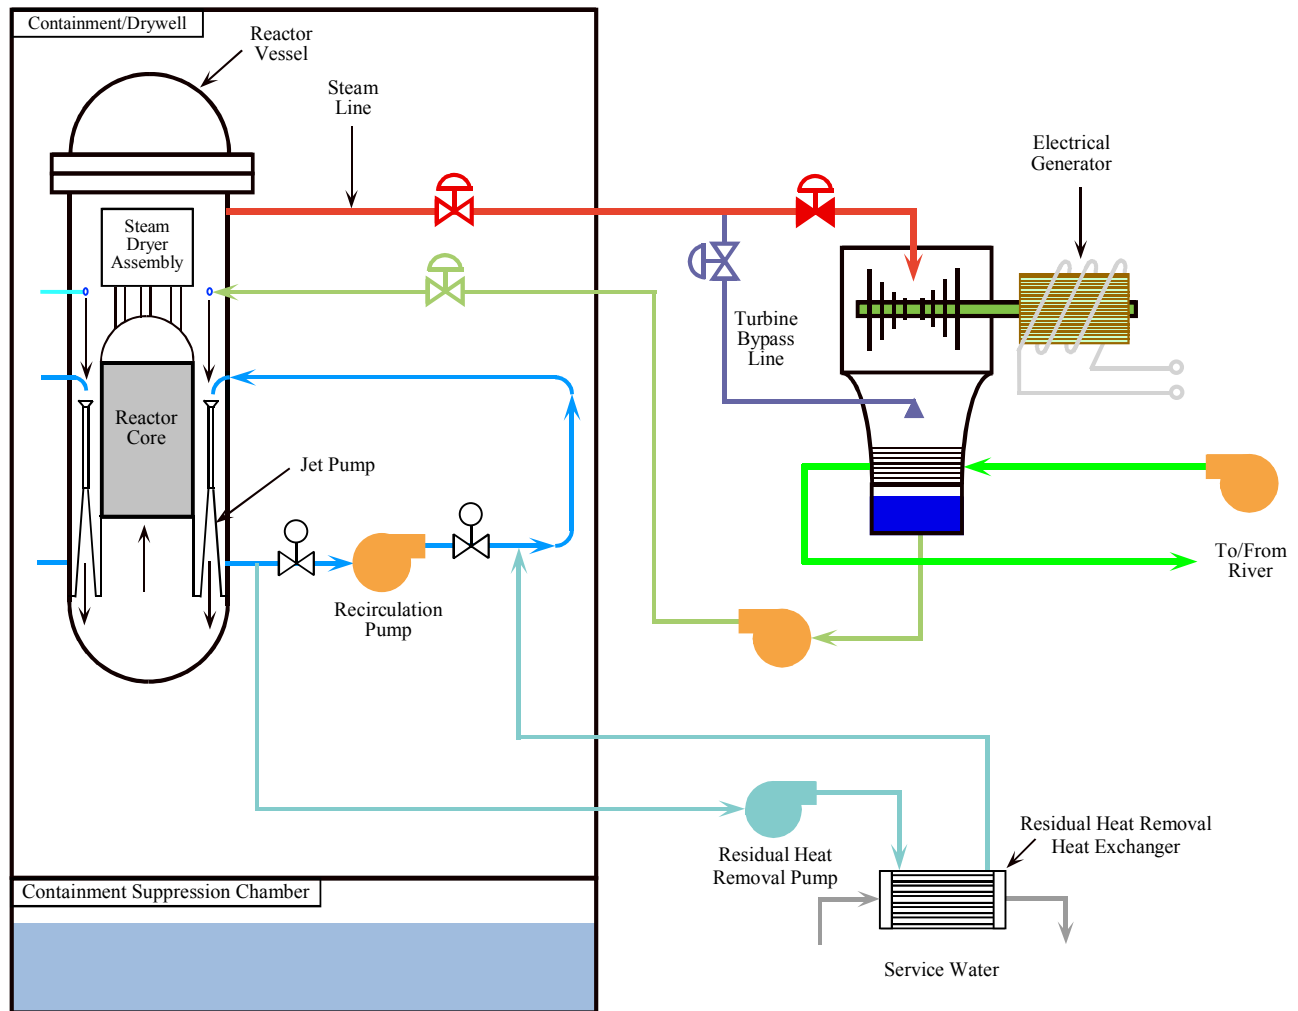 Containment/Drywell
Reactor
Vessel
Steam
Line
Electrical
Generator
Steam
Dryer
Assembly
Turbine
Bypass
Line
Reactor
Core
Jet Pump
To/From
River
Recirculation
Pump
Residual Heat
Removal Pump
Residual Heat Removal
Heat Exchanger
Containment Suppression Chamber
Service Water